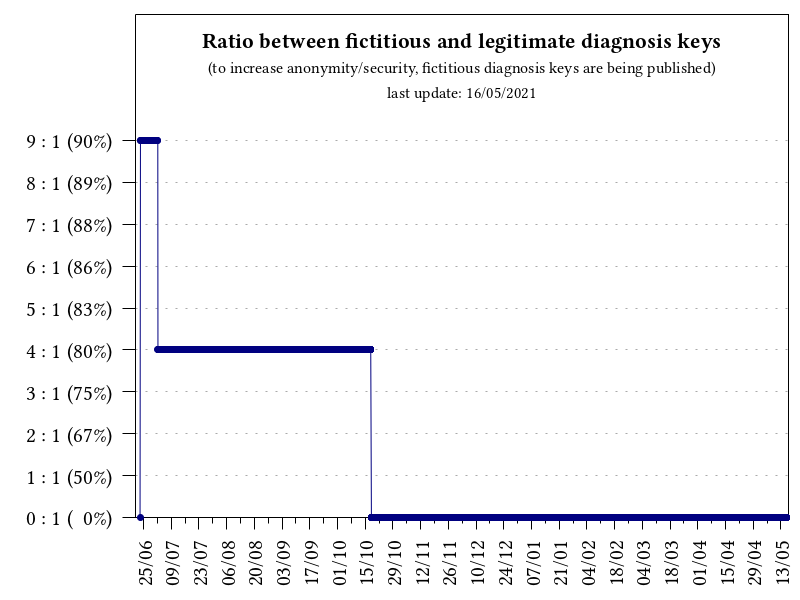 Ratio between fictitious and legitimate diagnosis keys
(to increase anonymity/security, fictitious diagnosis keys are being published)
last update: 16/05/2021
9 : 1 (90%)
8 : 1 (89%)
7 : 1 (88%)
6 : 1 (86%)
5 : 1 (83%)
4 : 1 (80%)
3 : 1 (75%)
2 : 1 (67%)
1 : 1 (50%)
0 : 1 ( 0%)
25/06
09/07
23/07
06/08
20/08
03/09
17/09
01/10
15/10
29/10
12/11
26/11
10/12
24/12
07/01
21/01
04/02
18/02
04/03
18/03
01/04
15/04
29/04
13/05